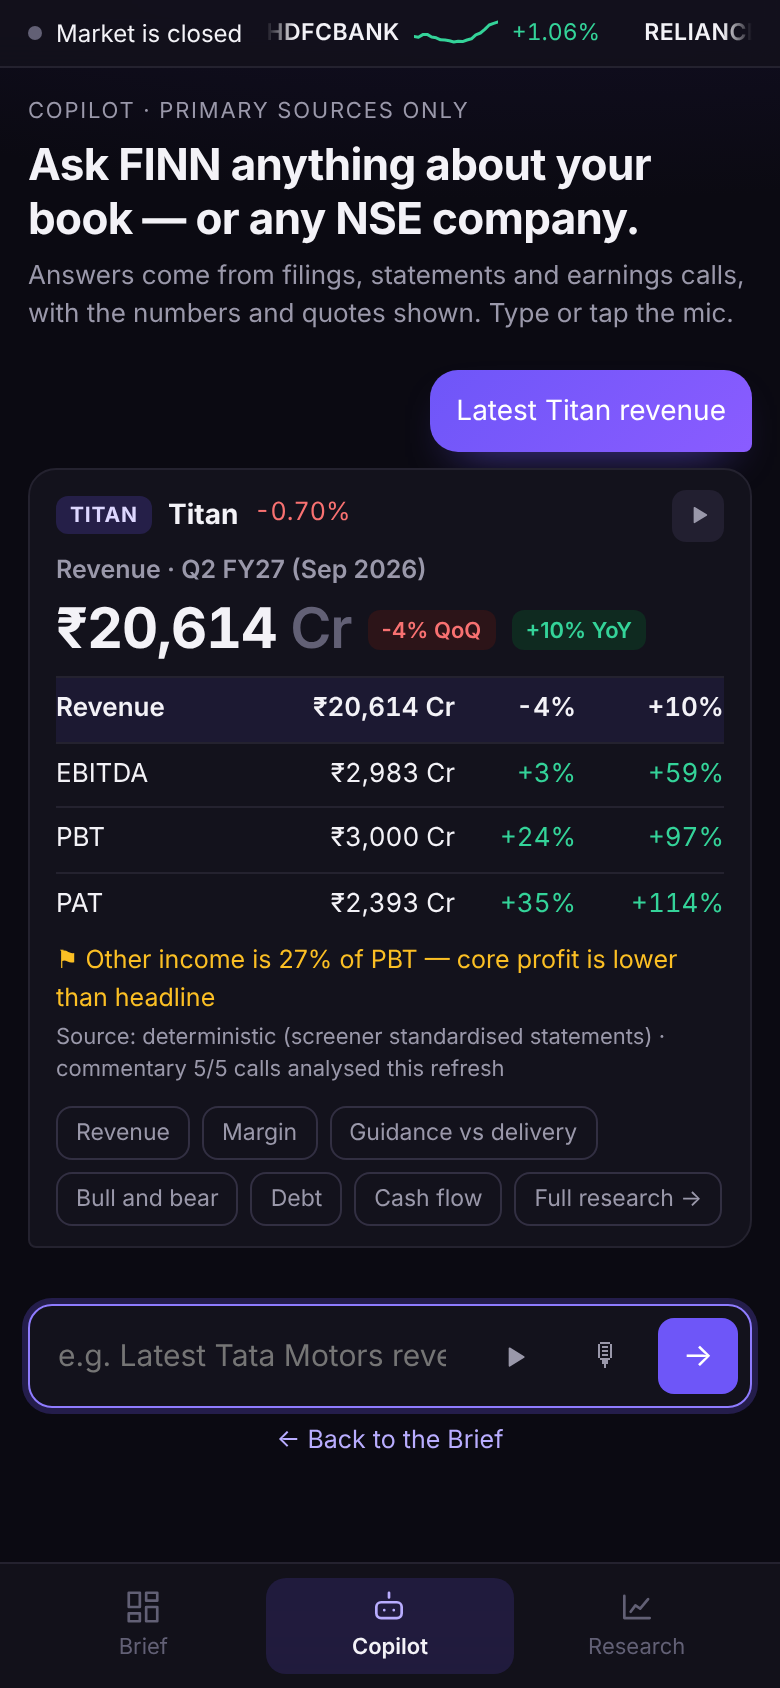 Market is closed HDFCBANK +1.06% RELIANC
COPILOT · PRIMARY SOURCES ONLY
Ask FINN anything about your
book — or any NSE company.
Answers come from filings, statements and earnings calls,
with the numbers and quotes shown. Type or tap the mic.
Latest Titan revenue
TITAN Titan -0.70%
Revenue · Q2 FY27 (Sep 2026)
₹20,614 Cr -4% QoQ +10% YoY
Revenue ₹20,614 Cr -4% +10%
EBITDA ₹2,983 Cr +3% +59%
PBT ₹3,000 Cr +24% +97%
PAT ₹2,393 Cr +35% +114%
⚑ Other income is 27% of PBT — core profit is lower
than headline
Source: deterministic (screener standardised statements) ·
commentary 5/5 calls analysed this refresh
Revenue Margin Guidance vs delivery
Bull and bear Debt Cash flow Full research →
e.g. Latest Tata Motors reve
← Back to the Brief
Brief Copilot Research